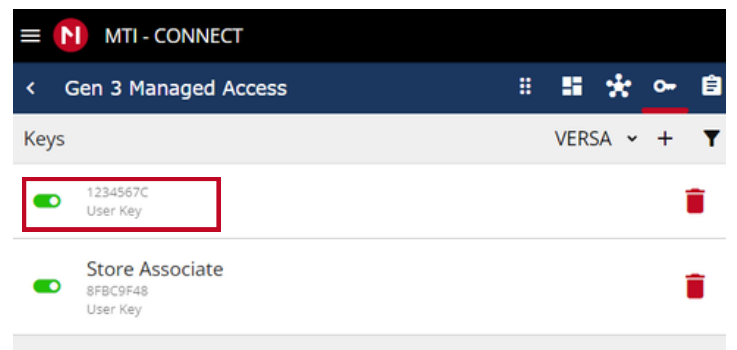 MTI - CONNECT
Gen 3 Managed Access
Keys
VERSA
1234567C
User Key
Store Associate
8FBC9F48
User Key